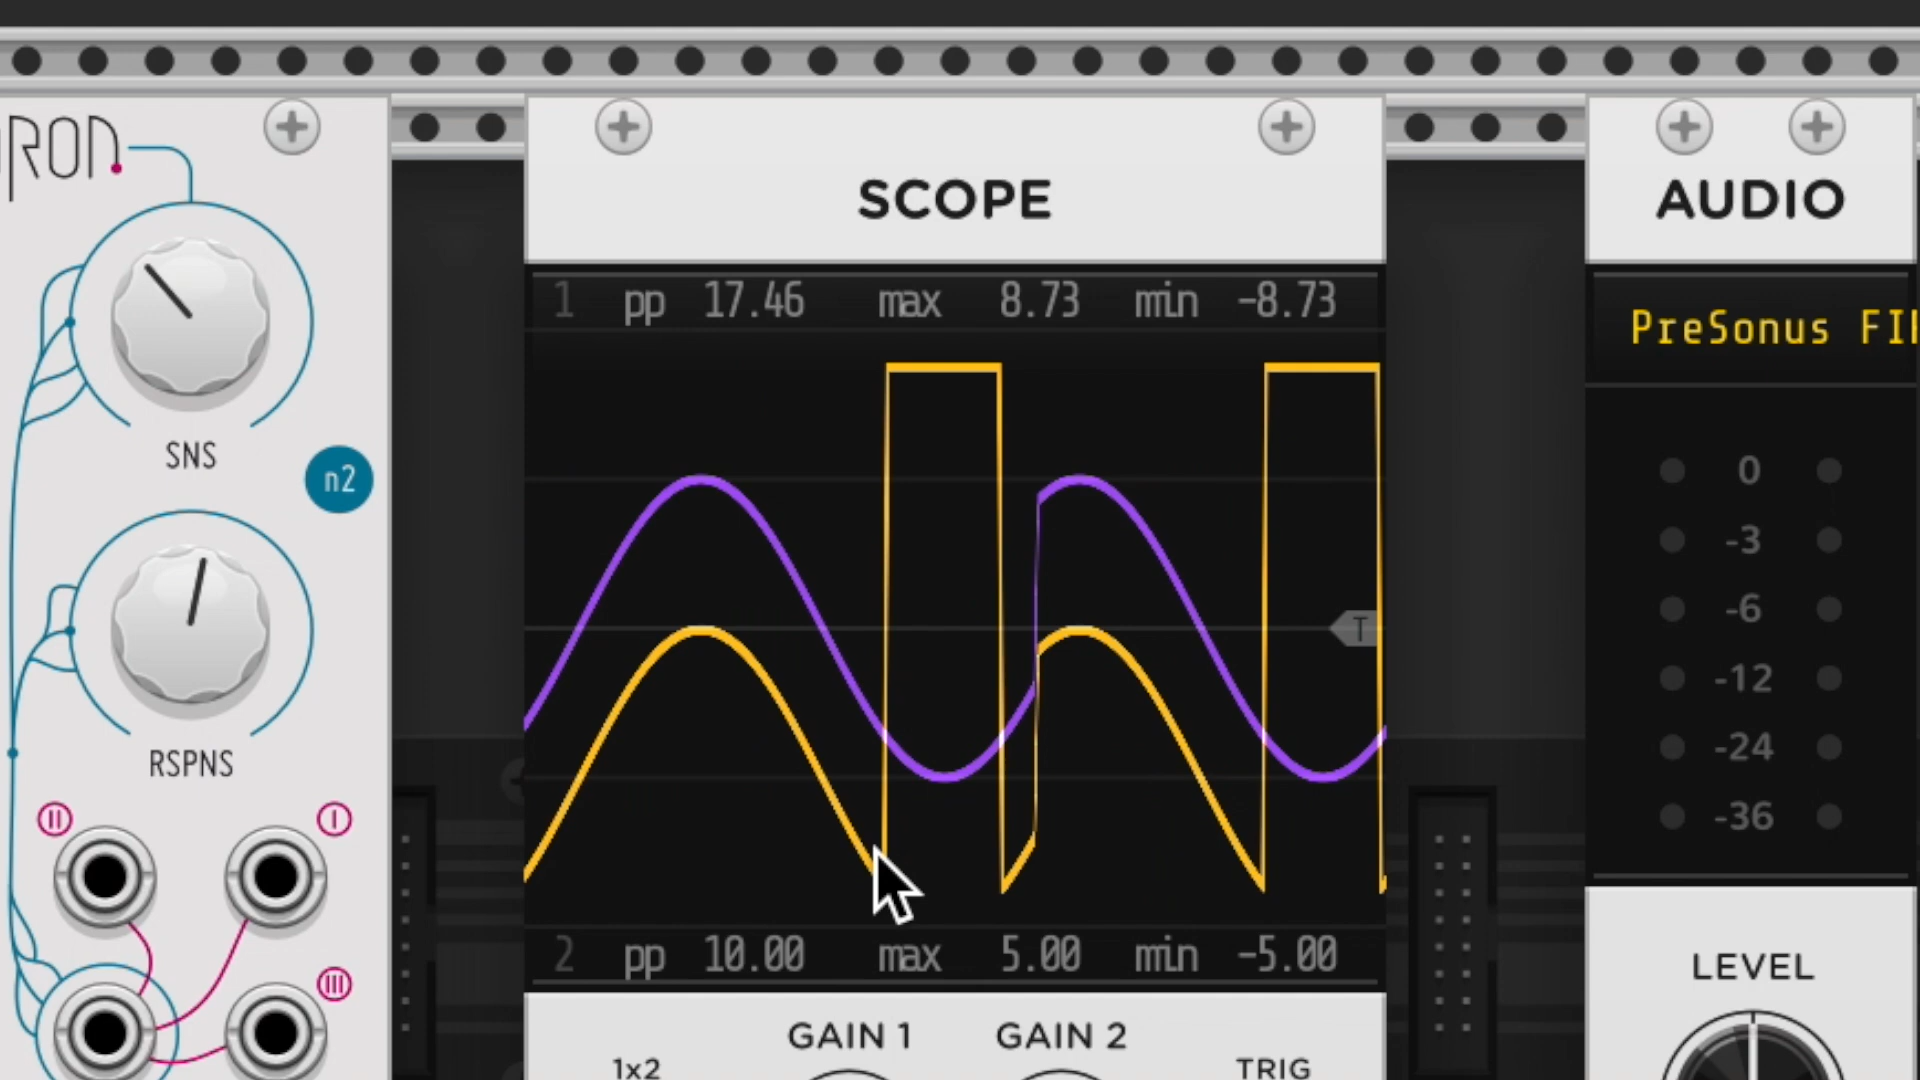 SCOPE
AUDIO
1 pp 17.46 max 8.73 min -8.73
PreSonus
T
SNS
n2
RSPNS
II
I
III
0
-3
-6
-12
-24
-36
2 pp 10.00 max 5.00 min -5.00
LEVEL
GAIN 1
GAIN 2
1x2
TRIG